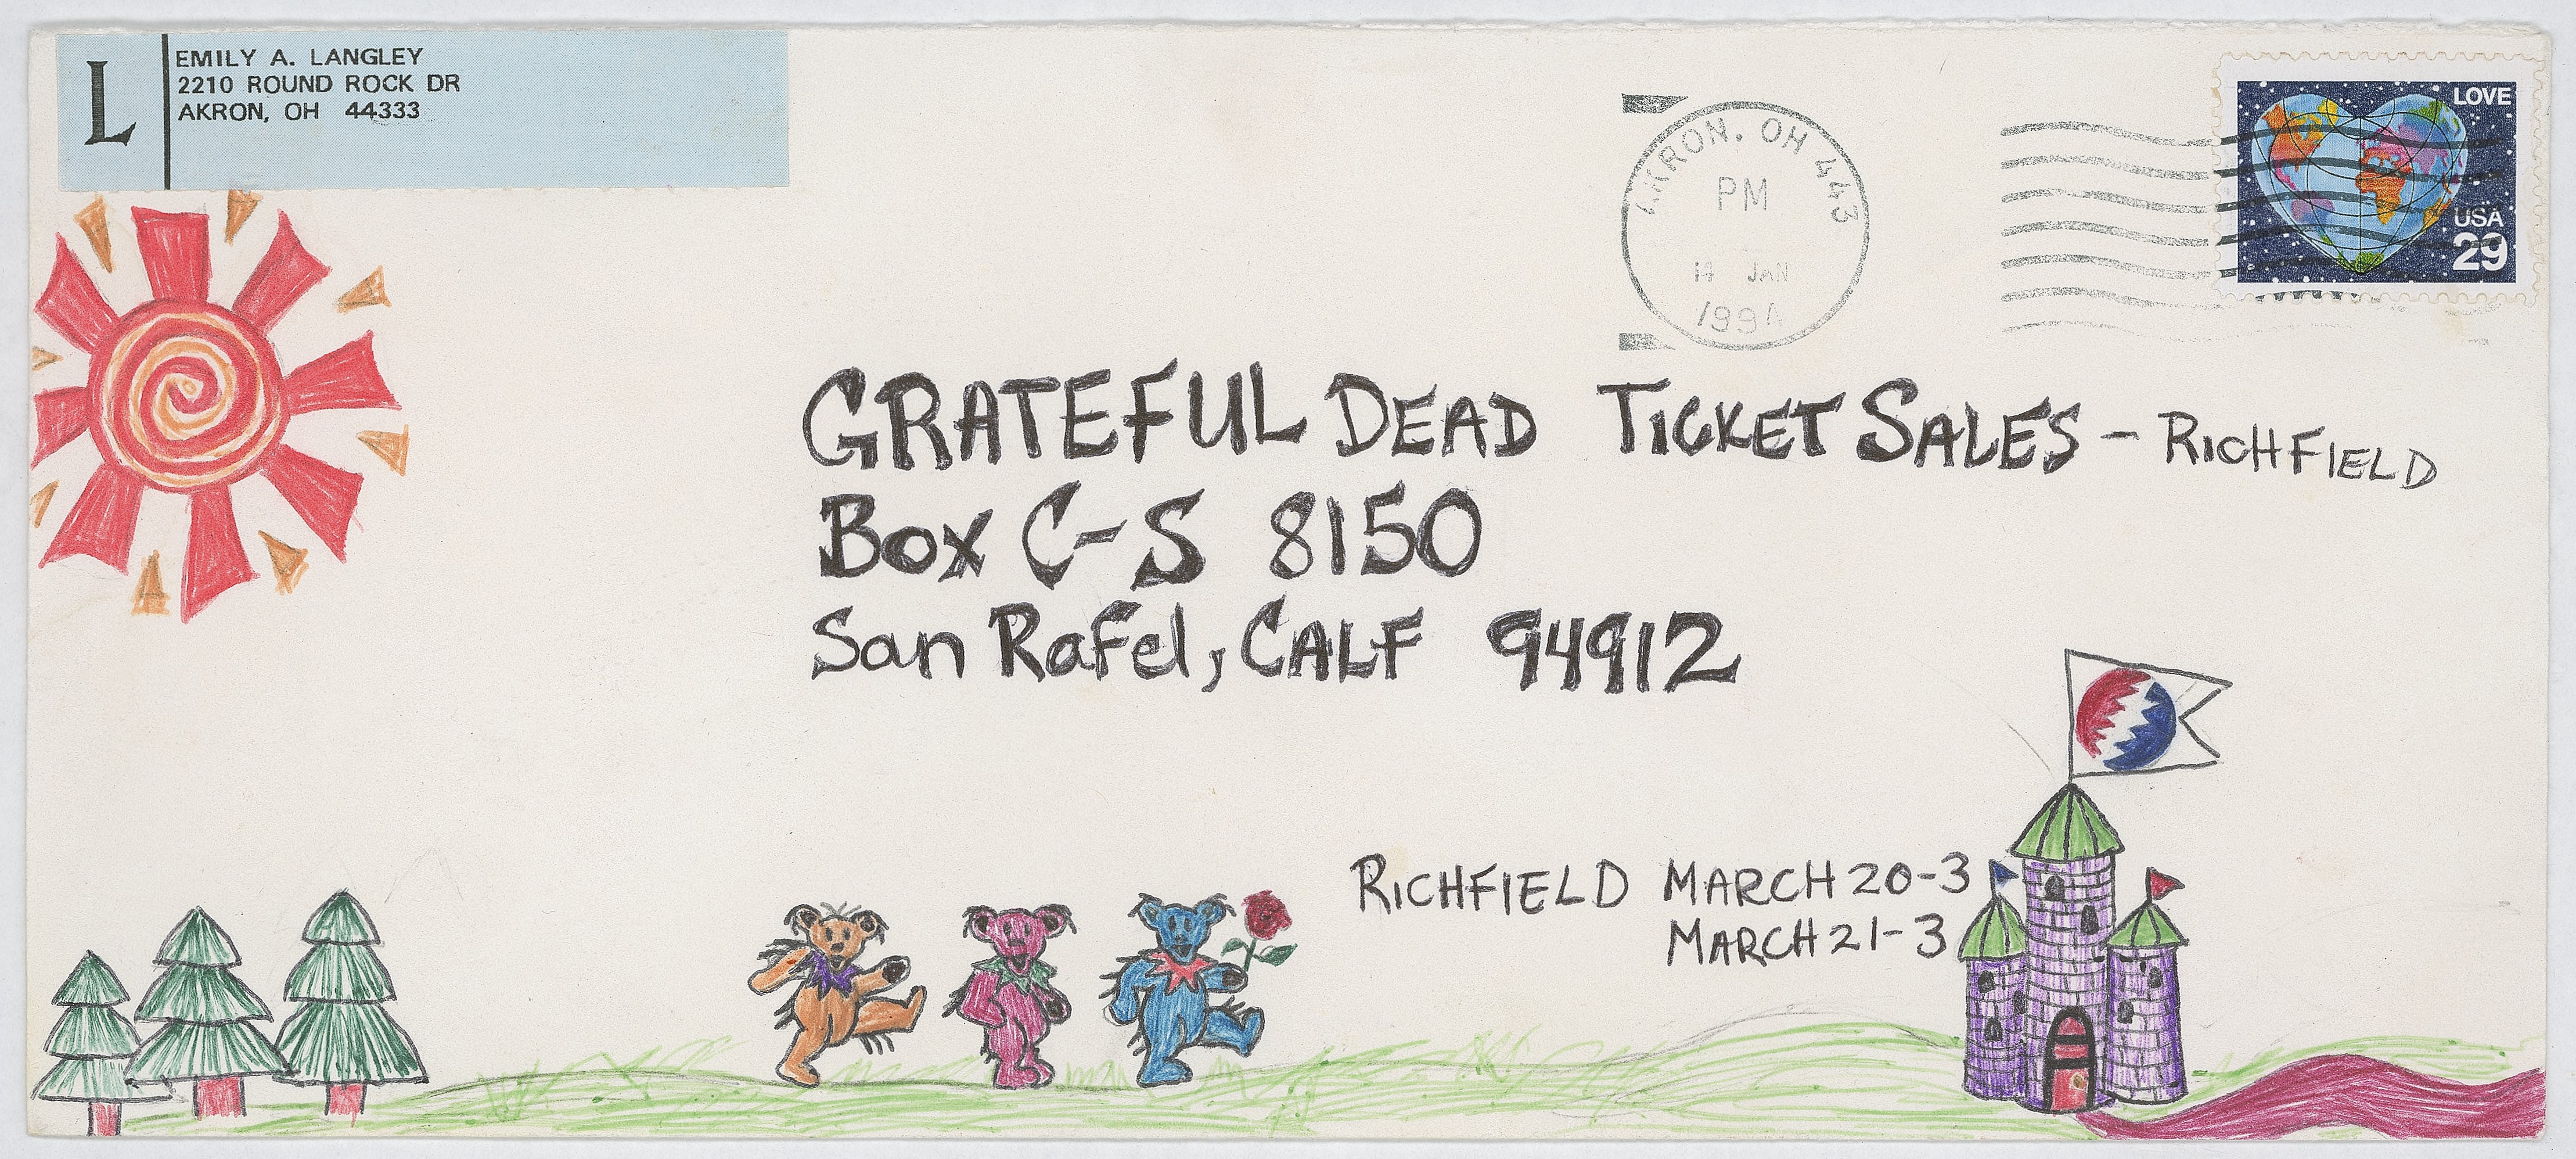 L
EMILY A. LANGLEY
2210 ROUND ROCK DR
AKRON, OH 44333
AKRON, OH 443
PM
14 JAN
1994
LOVE
USA
29
GRATEFUL DEAD TICKET SALES - RICHFIELD
Box C-S 8150
San Rafel, CALF 94912
RICHFIELD MARCH 20-3
MARCH 21-3